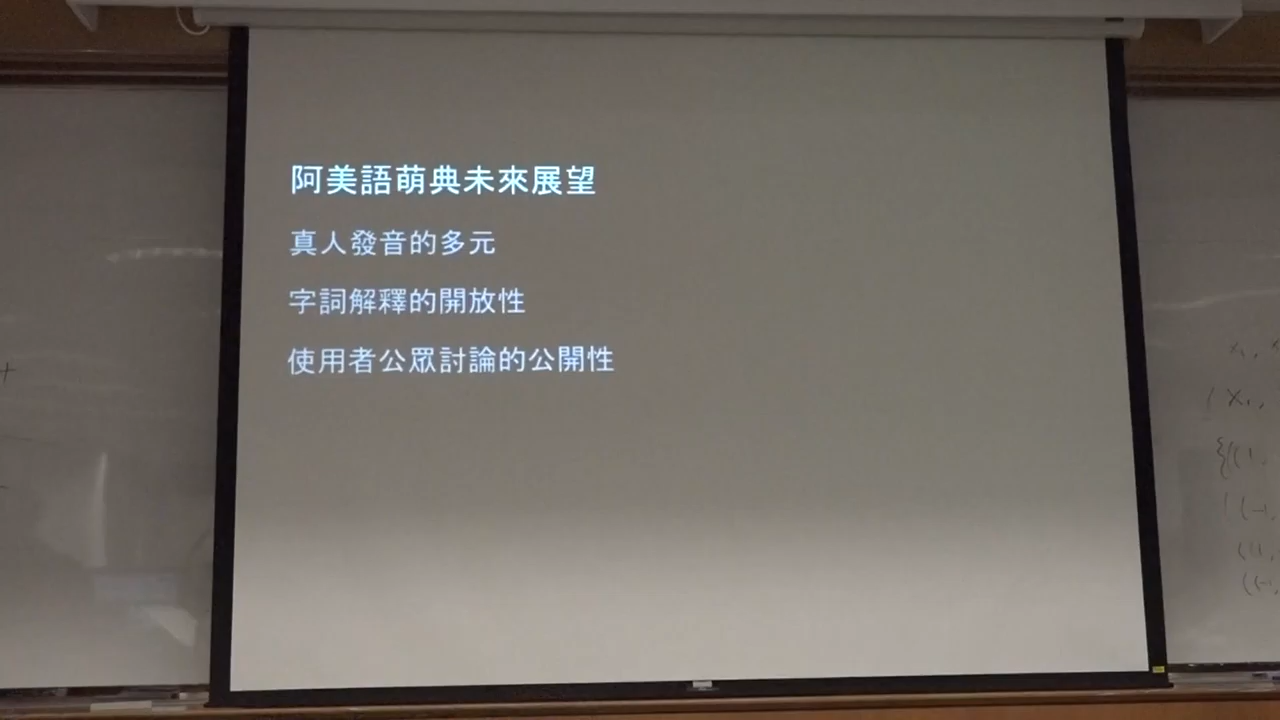 阿美語萌典未來展望
真人發音的多元
字詞解釋的開放性
使用者公眾討論的公開性